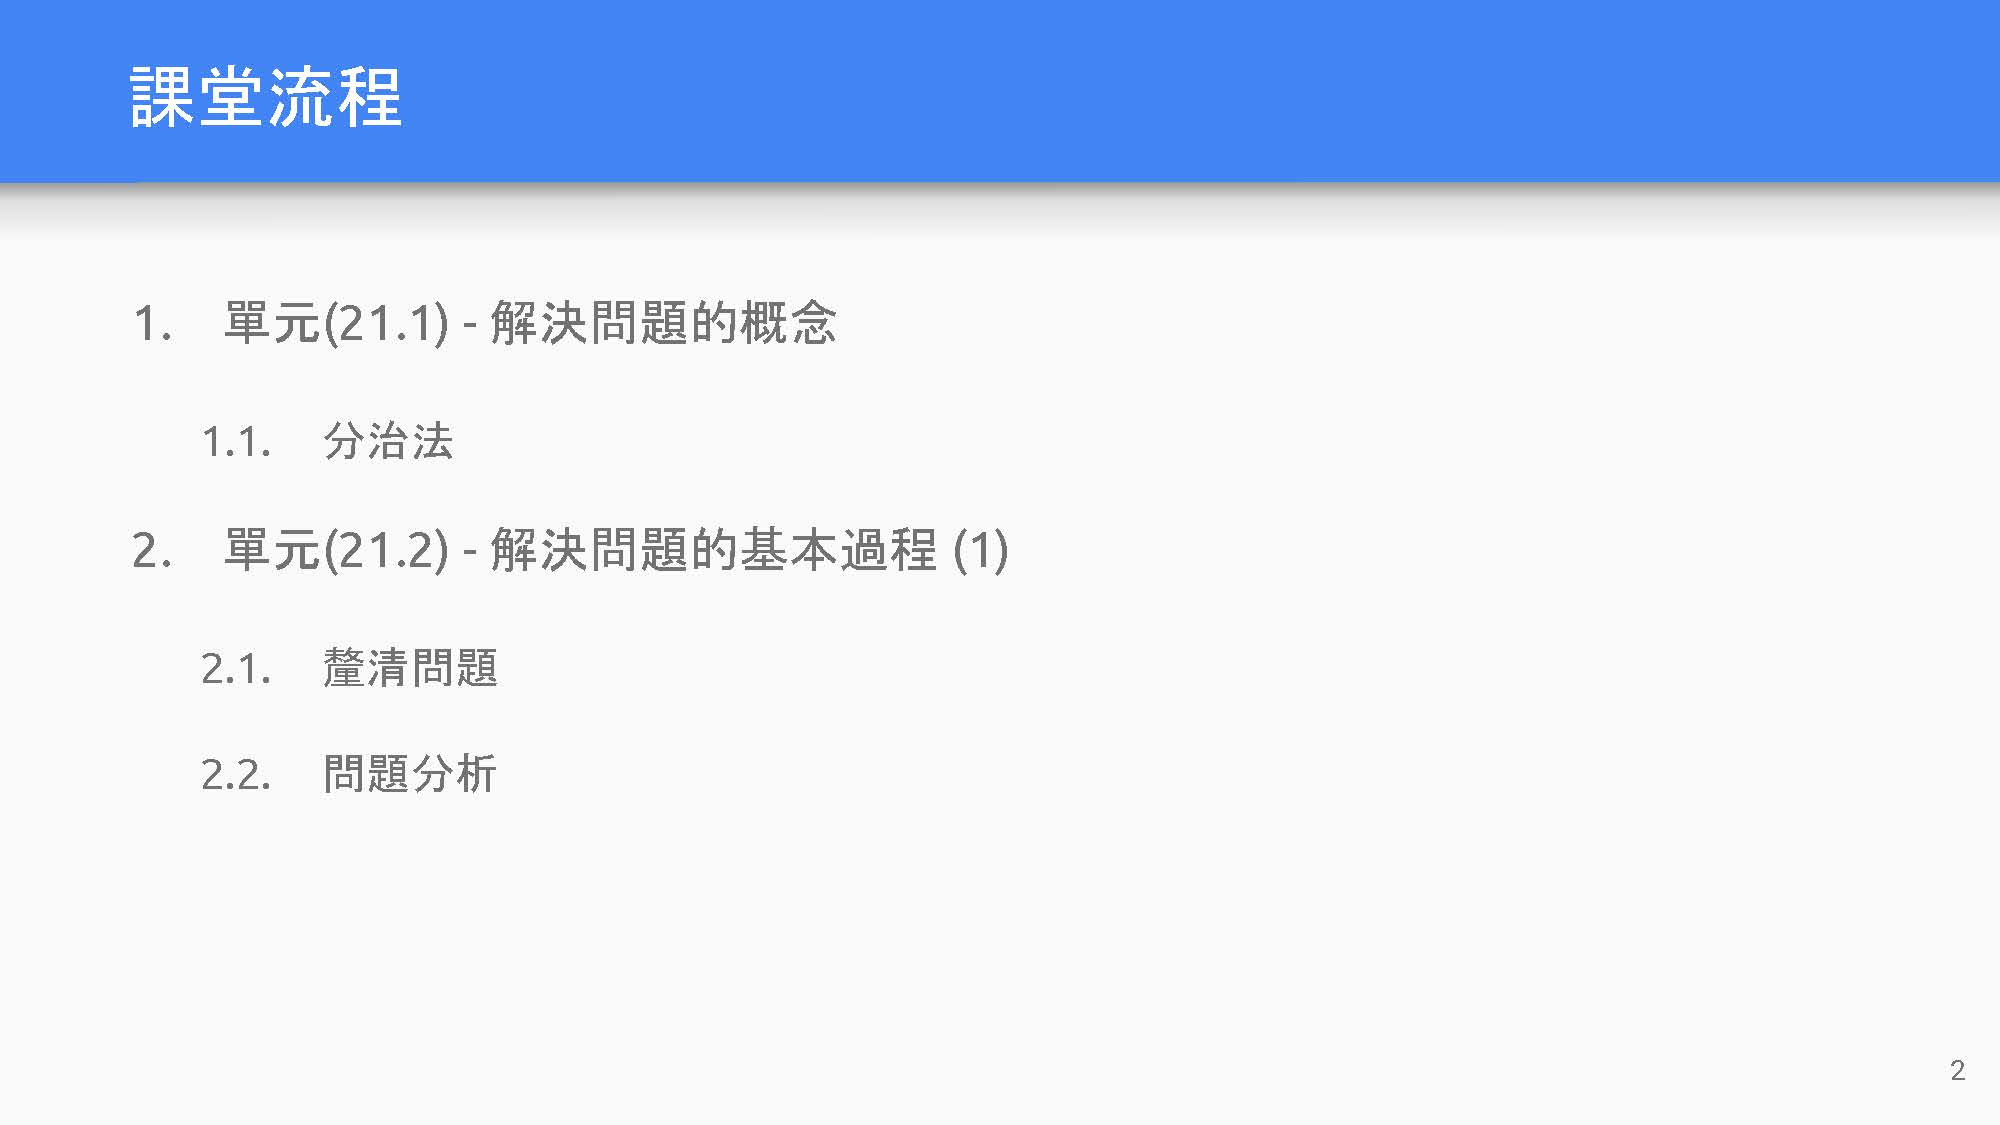 課堂流程
1. 單元(21.1) - 解決問題的概念
1.1. 分治法
2. 單元(21.2) - 解決問題的基本過程 (1)
2.1. 釐清問題
2.2. 問題分析
2